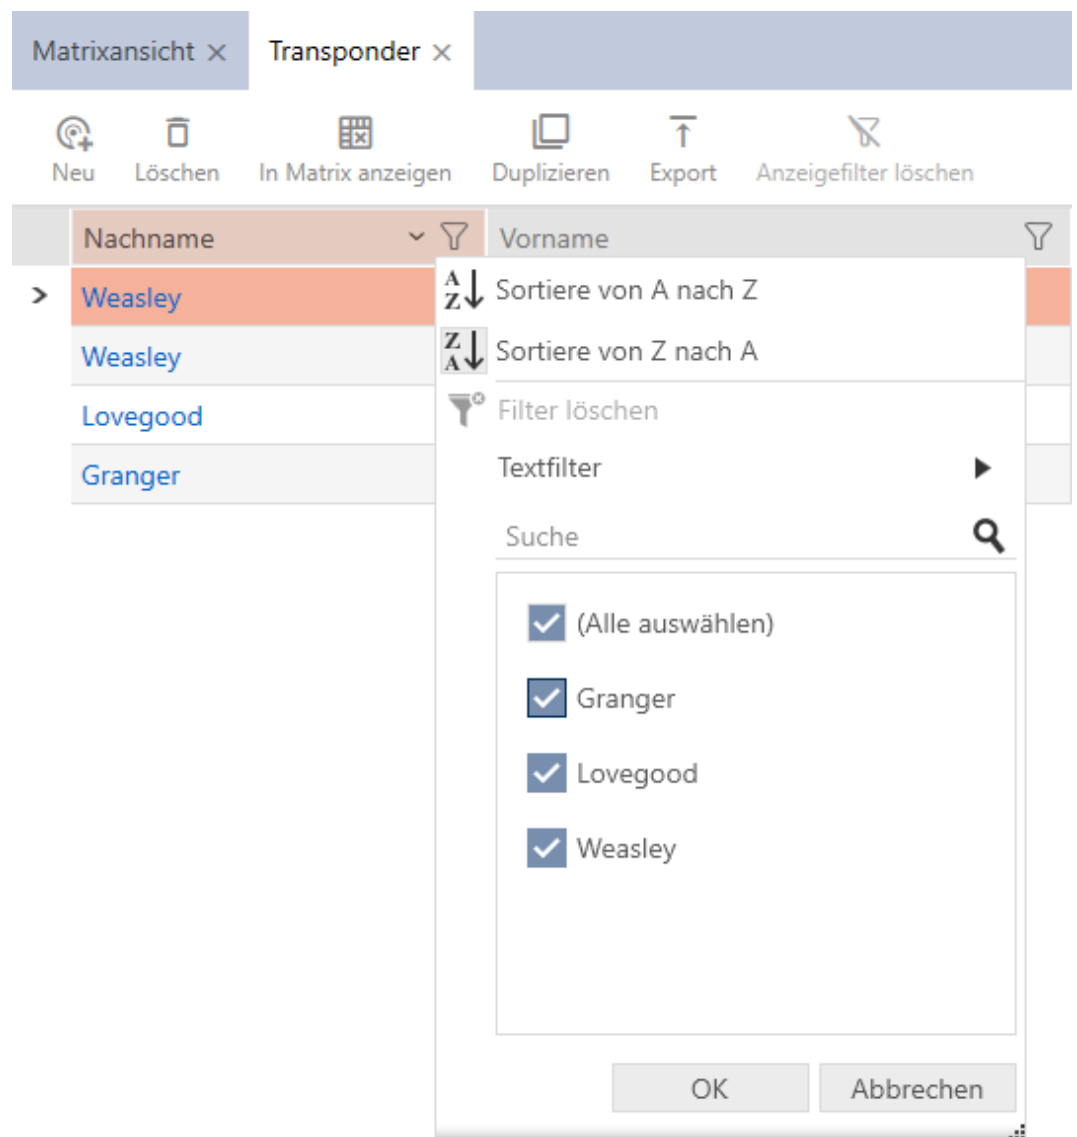 Matrixansicht
Transponder
Neu
Löschen
In Matrix anzeigen
Duplizieren
Export
Anzeigefilter löschen
Nachname
Vorname
Weasley
Weasley
Lovegood
Granger
A
Z
Sortiere von A nach Z
Z
A
Sortiere von Z nach A
Filter löschen
Textfilter
Suche
(Alle auswählen)
Granger
Lovegood
Weasley
OK
Abbrechen